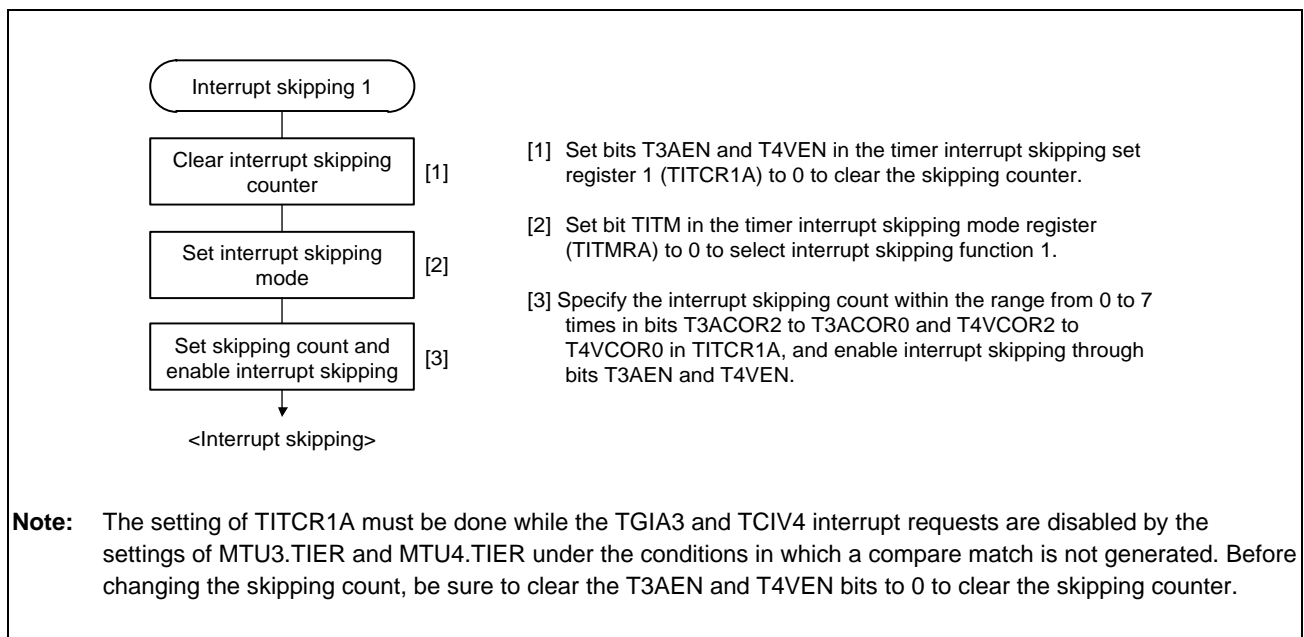 Interrupt skipping 1
Clear interrupt skipping
counter
[1]
Set interrupt skipping
mode
[2]
Set skipping count and
enable interrupt skipping
[3]
<Interrupt skipping>
[1] Set bits T3AEN and T4VEN in the timer interrupt skipping set
register 1 (TITCR1A) to 0 to clear the skipping counter.
[2] Set bit TITM in the timer interrupt skipping mode register
(TITMRA) to 0 to select interrupt skipping function 1.
[3] Specify the interrupt skipping count within the range from 0 to 7
times in bits T3ACOR2 to T3ACOR0 and T4VCOR2 to
T4VCOR0 in TITCR1A, and enable interrupt skipping through
bits T3AEN and T4VEN.
Note: The setting of TITCR1A must be done while the TGIA3 and TCIV4 interrupt requests are disabled by the
settings of MTU3.TIER and MTU4.TIER under the conditions in which a compare match is not generated. Before
changing the skipping count, be sure to clear the T3AEN and T4VEN bits to 0 to clear the skipping counter.